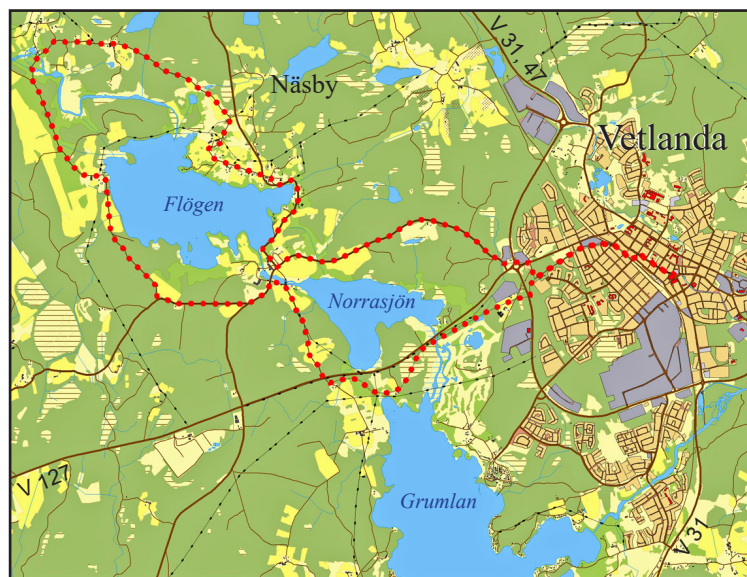 V 31, 47
Näsby
Vetlanda
Flögen
Norrasjön
V 127
Grumlan
V 31